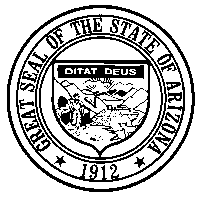 GREAT SEAL OF THE STATE OF ARIZONA
DITAT DEUS
1912